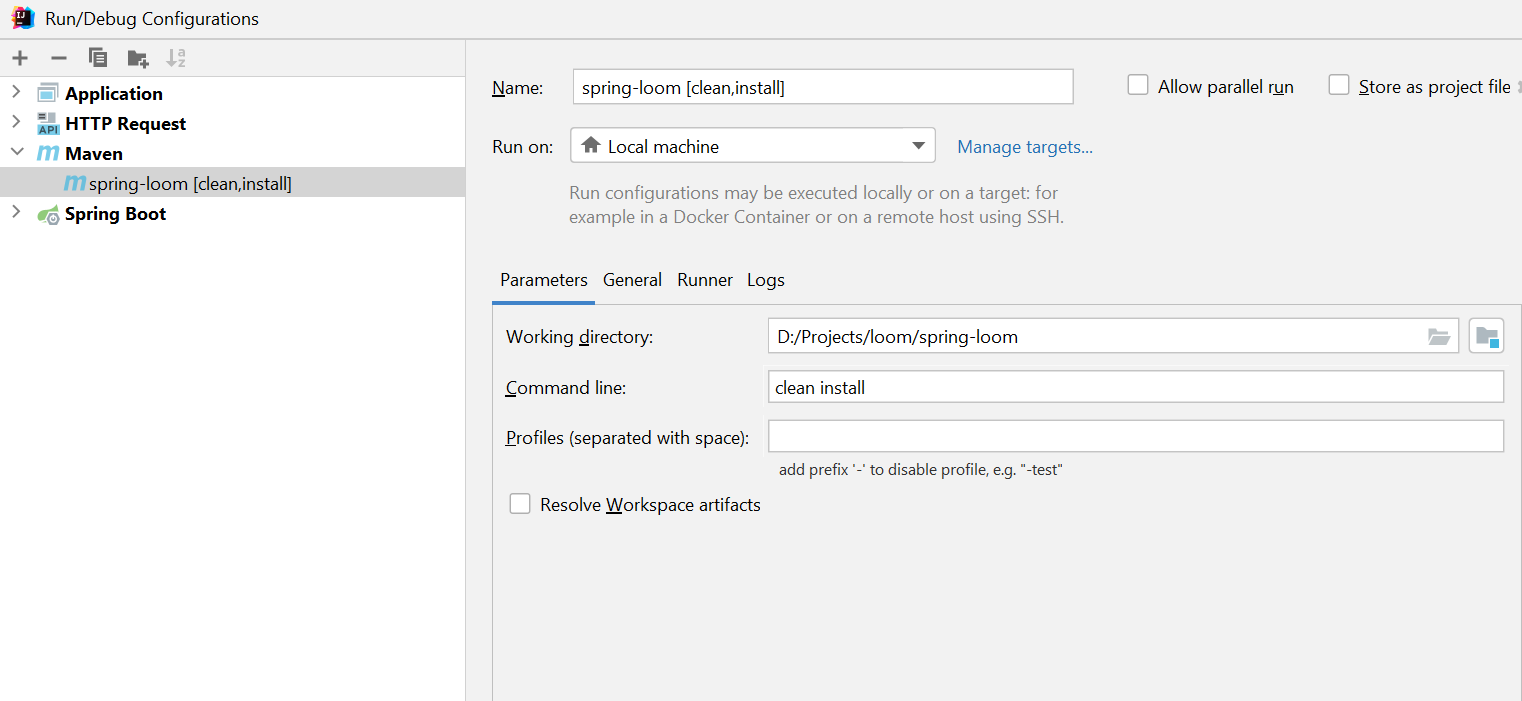 Run/Debug Configurations
Application
HTTP Request
Maven
spring-loom [clean,install]
Spring Boot
Name: spring-loom [clean,install] Allow parallel run Store as project file
Run on: Local machine Manage targets...
Run configurations may be executed locally or on a target: for
example in a Docker Container or on a remote host using SSH.
Parameters General Runner Logs
Working directory: D:/Projects/loom/spring-loom
Command line: clean install
Profiles (separated with space):
add prefix '-' to disable profile, e.g. "-test"
Resolve Workspace artifacts